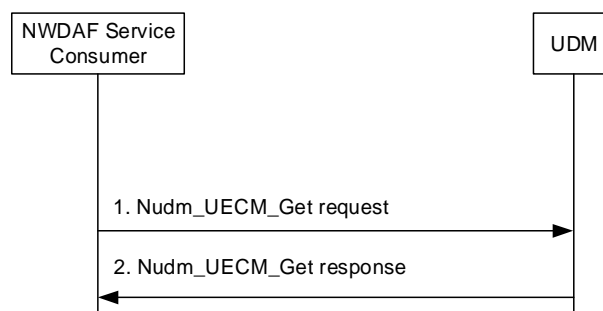 NWDAF Service
Consumer
UDM
1. Nudm_UECM_Get request
2. Nudm_UECM_Get response